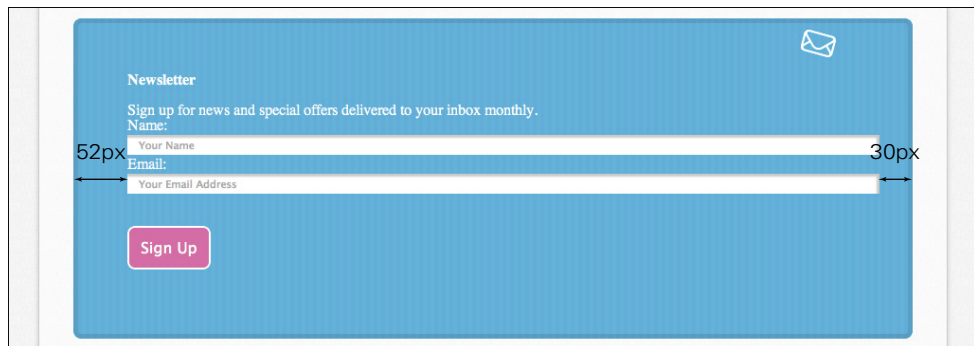 Newsletter
Sign up for news and special offers delivered to your inbox monthly.
Name:
Your Name
52px
30px
Email:
Your Email Address
Sign Up